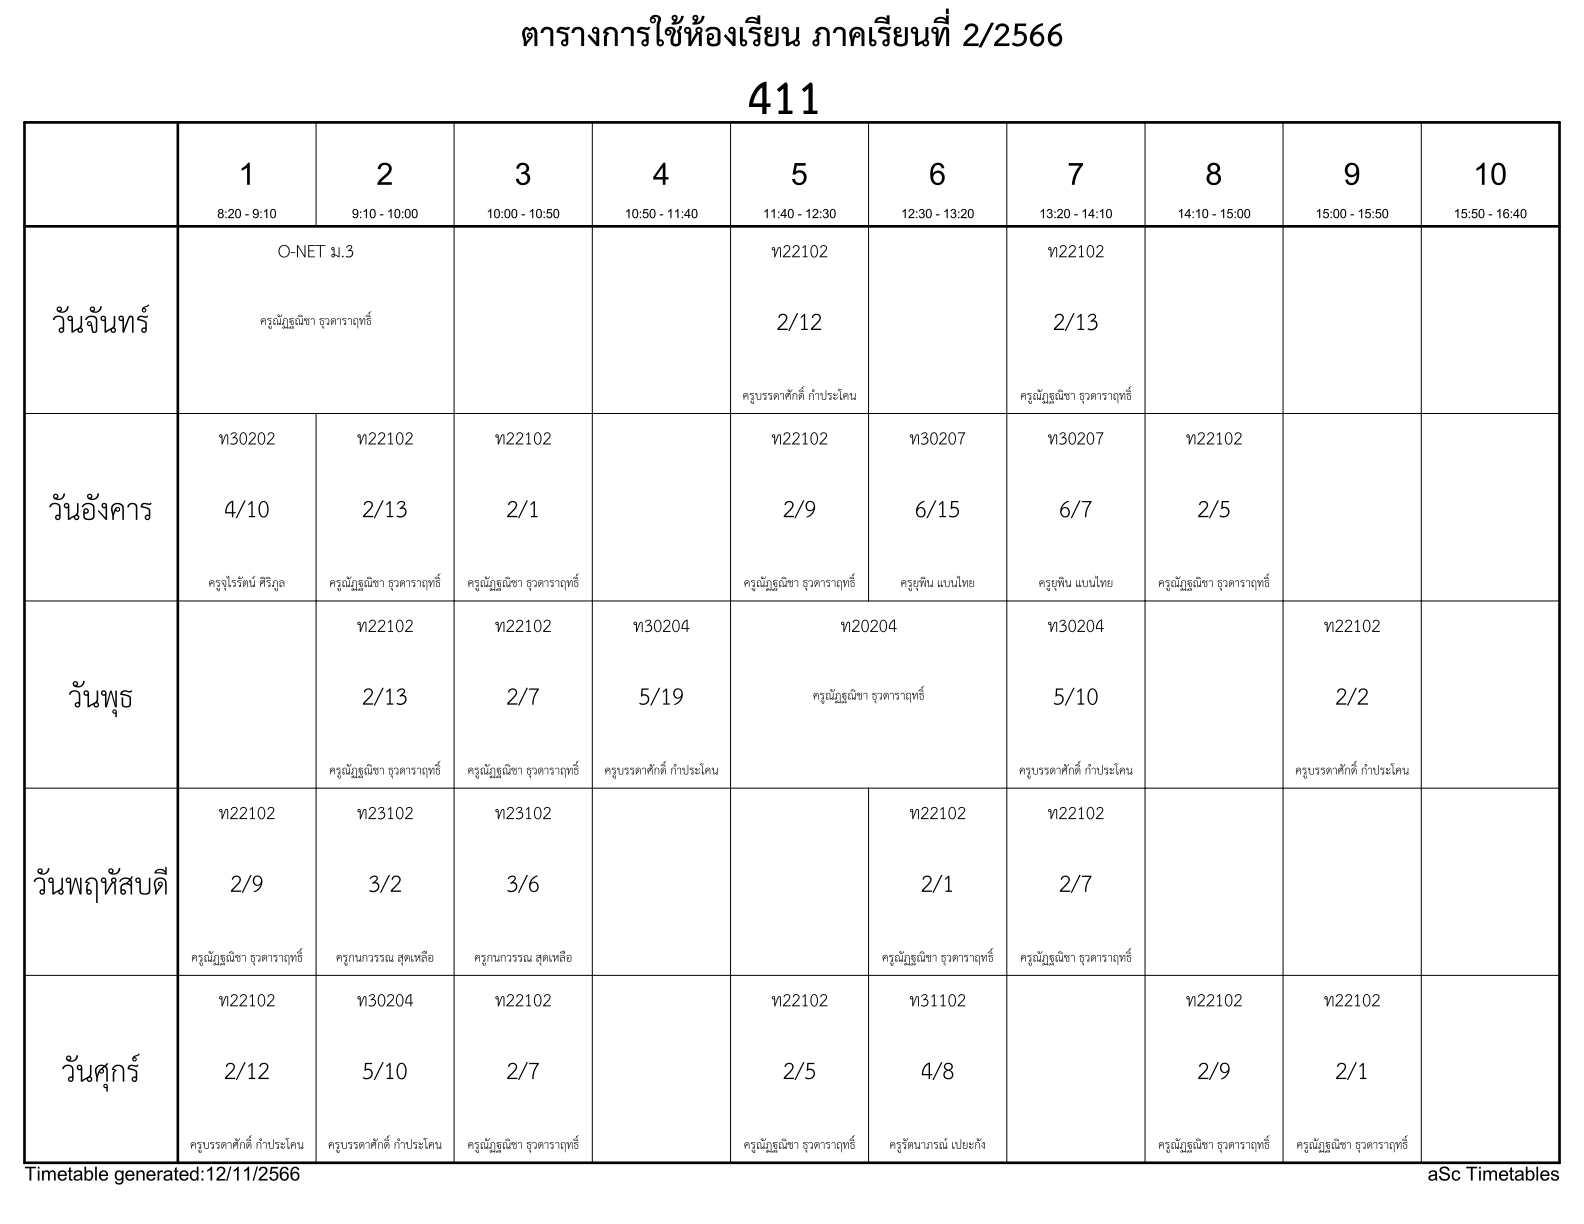 ตารางการใช้ห้องเรียน ภาคเรียนที่ 2/2566
411
1 2 3 4 5 6 7 8 9 10
8:20 - 9:10 9:10 - 10:00 10:00 - 10:50 10:50 - 11:40 11:40 - 12:30 12:30 - 13:20 13:20 - 14:10 14:10 - 15:00 15:00 - 15:50 15:50 - 16:40
O-NET ม.3 ท22102 ท22102
วันจันทร์ ครูณัฏฐณิชา ธุวดาราฤทธิ์ 2/12 2/13
ครูบรรดาศักดิ์ กำประโคน ครูณัฏฐณิชา ธุวดาราฤทธิ์
ท30202 ท22102 ท22102 ท22102 ท30207 ท30207 ท22102
วันอังคาร 4/10 2/13 2/1 2/9 6/15 6/7 2/5
ครูจุไรรัตน์ ศิริภูล ครูณัฏฐณิชา ธุวดาราฤทธิ์ ครูณัฏฐณิชา ธุวดาราฤทธิ์ ครูณัฏฐณิชา ธุวดาราฤทธิ์ ครูยุพิน แบนไทย ครูยุพิน แบนไทย ครูณัฏฐณิชา ธุวดาราฤทธิ์
ท22102 ท22102 ท30204 ท20204 ท30204 ท22102
วันพุธ 2/13 2/7 5/19 ครูณัฏฐณิชา ธุวดาราฤทธิ์ 5/10 2/2
ครูณัฏฐณิชา ธุวดาราฤทธิ์ ครูณัฏฐณิชา ธุวดาราฤทธิ์ ครูบรรดาศักดิ์ กำประโคน ครูบรรดาศักดิ์ กำประโคน ครูบรรดาศักดิ์ กำประโคน
ท22102 ท23102 ท23102 ท22102 ท22102
วันพฤหัสบดี 2/9 3/2 3/6 2/1 2/7
ครูณัฏฐณิชา ธุวดาราฤทธิ์ ครูกนกวรรณ สุดเหลือ ครูกนกวรรณ สุดเหลือ ครูณัฏฐณิชา ธุวดาราฤทธิ์ ครูณัฏฐณิชา ธุวดาราฤทธิ์
ท22102 ท30204 ท22102 ท22102 ท31102 ท22102 ท22102
วันศุกร์ 2/12 5/10 2/7 2/5 4/8 2/9 2/1
ครูบรรดาศักดิ์ กำประโคน ครูบรรดาศักดิ์ กำประโคน ครูณัฏฐณิชา ธุวดาราฤทธิ์ ครูณัฏฐณิชา ธุวดาราฤทธิ์ ครูรัตนาภรณ์ เปยะกัง ครูณัฏฐณิชา ธุวดาราฤทธิ์ ครูณัฏฐณิชา ธุวดาราฤทธิ์
Timetable generated:12/11/2566 aSc Timetables